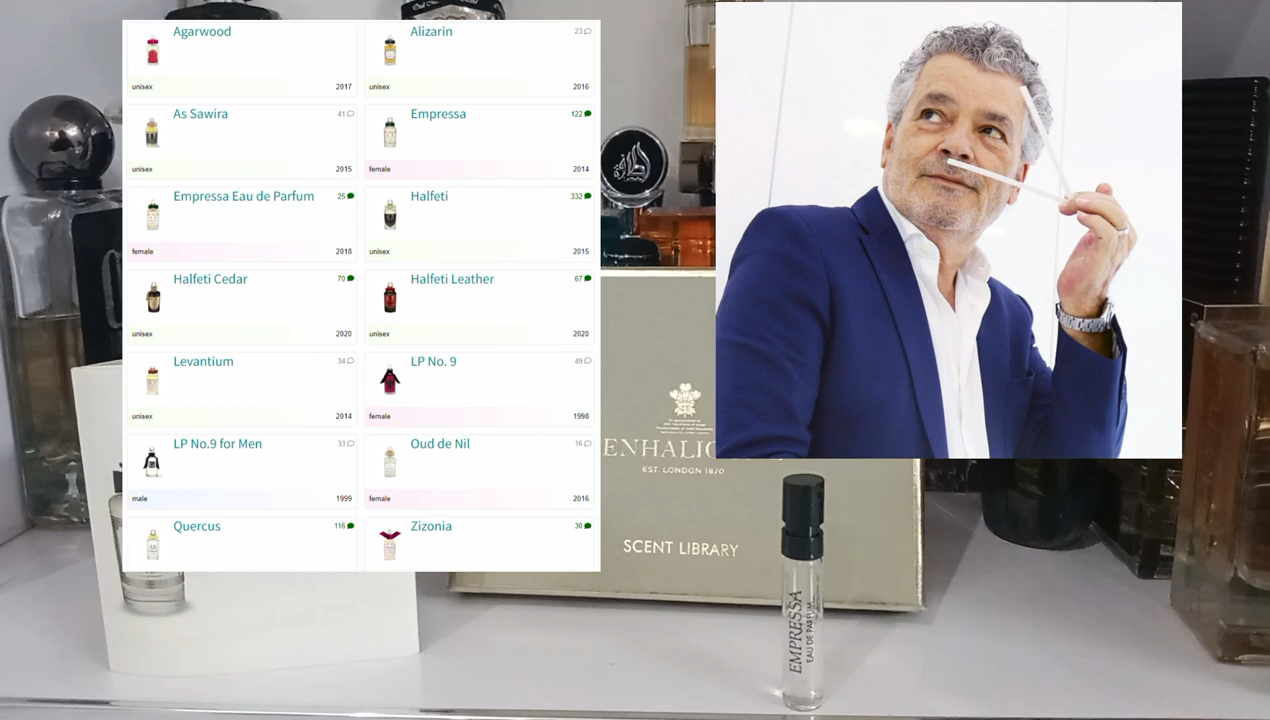 Agarwood
unisex 2017
Alizarin 23
unisex 2016
As Sawira 41
unisex 2015
Empressa 122
female 2014
Empressa Eau de Parfum 25
female 2018
Halfeti 332
unisex 2015
Halfeti Cedar 70
unisex 2020
Halfeti Leather 67
unisex 2020
Levantium 34
unisex 2014
LP No. 9 49
female 1998
LP No.9 for Men 33
male 1999
Oud de Nil 16
female 2016
Quercus 116
Zizonia 30
ENHALIG
EST. LONDON 1870
SCENT LIBRARY
EMPRESSA
EAU DE PARFUM